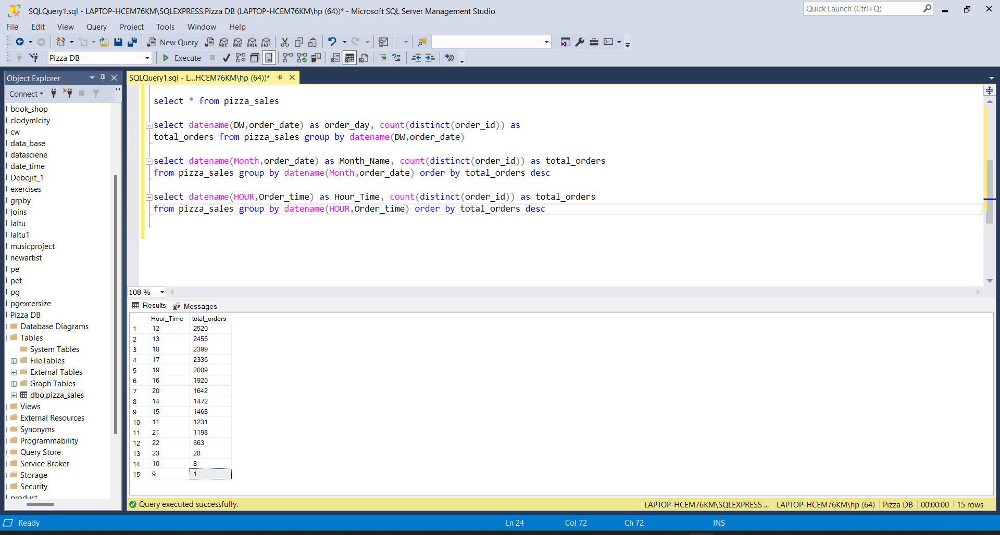 SQLQuery1.sql - LAPTOP-HCEM76KM\SQLEXPRESS.Pizza DB (LAPTOP-HCEM76KM\hp (64))* - Microsoft SQL Server Management Studio
Quick Launch (Ctrl+Q)
File Edit View Query Project Tools Window Help
New Query MDX DMX XMLA DAX
Pizza DB Execute
Object Explorer
Connect
book_shop
clodymlcity
cw
data_base
datasciene
date_time
Debojit_1
exercises
grpby
joins
laltu
laltu1
musicproject
newartist
pe
pet
pg
pgexcersize
Pizza DB
Database Diagrams
Tables
System Tables
FileTables
External Tables
Graph Tables
dbo.pizza_sales
Views
External Resources
Synonyms
Programmability
Query Store
Service Broker
Storage
Security
product
SQLQuery1.sql - L...HCEM76KM\hp (64))*
select * from pizza_sales
select datename(DW,order_date) as order_day, count(distinct(order_id)) as
total_orders from pizza_sales group by datename(DW,order_date)
select datename(Month,order_date) as Month_Name, count(distinct(order_id)) as total_orders
from pizza_sales group by datename(Month,order_date) order by total_orders desc
select datename(HOUR,Order_time) as Hour_Time, count(distinct(order_id)) as total_orders
from pizza_sales group by datename(HOUR,Order_time) order by total_orders desc
108 %
Results Messages
Hour_Time total_orders
1 12 2520
2 13 2455
3 18 2399
4 17 2336
5 19 2009
6 16 1920
7 20 1642
8 14 1472
9 15 1468
10 11 1231
11 21 1198
12 22 663
13 23 28
14 10 8
15 9 1
Query executed successfully.
LAPTOP-HCEM76KM\SQLEXPRESS ... LAPTOP-HCEM76KM\hp (64) Pizza DB 00:00:00 15 rows
Ready Ln 24 Col 72 Ch 72 INS